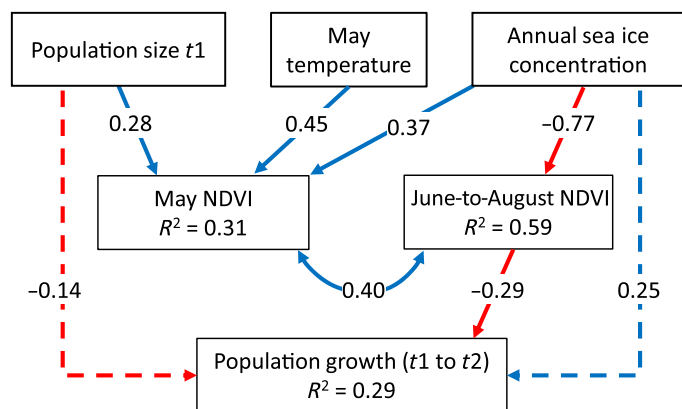 Population size t1
May
temperature
Annual sea ice
concentration
0.28
0.45
0.37
−0.77
May NDVI
R² = 0.31
June-to-August NDVI
R² = 0.59
−0.14
0.40
−0.29
0.25
Population growth (t1 to t2)
R² = 0.29